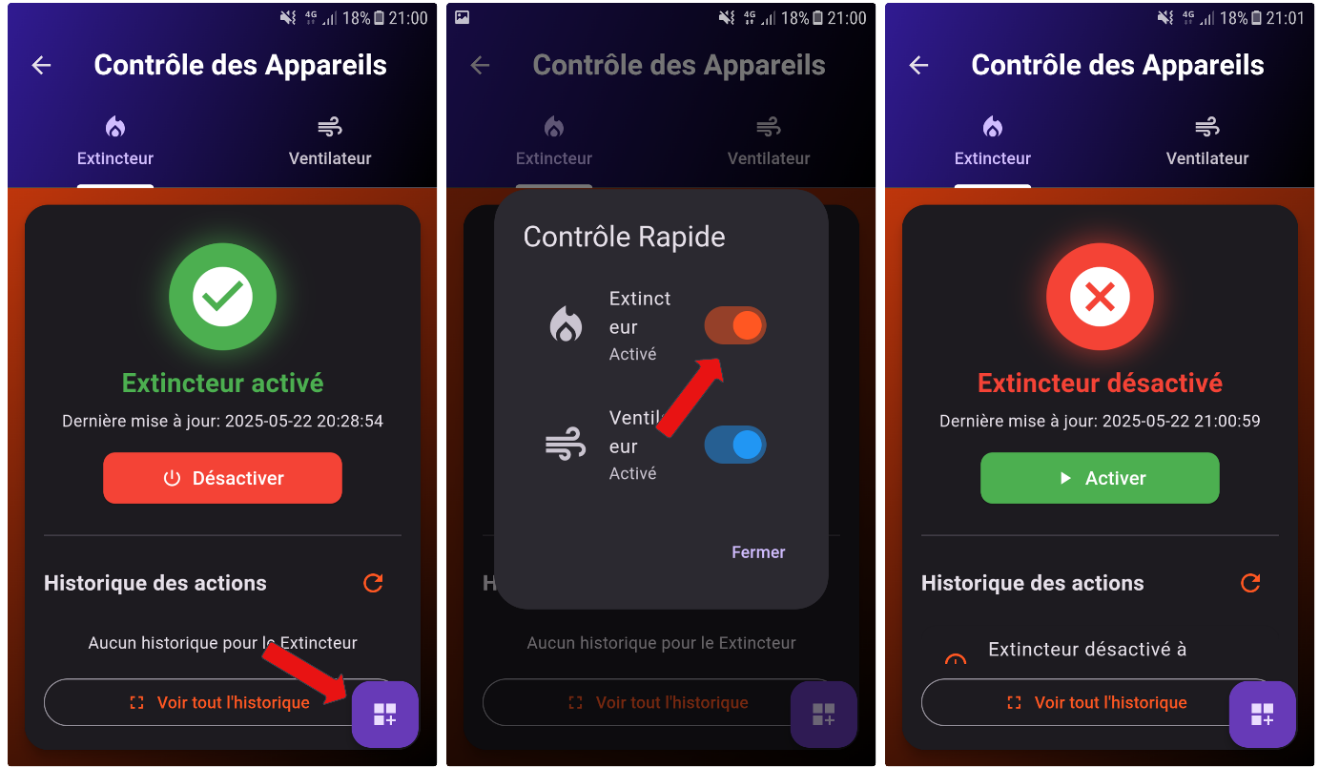 4G 18% 21:00
Contrôle des Appareils
Extincteur
Ventilateur
Extincteur activé
Dernière mise à jour: 2025-05-22 20:28:54
Désactiver
Historique des actions
Aucun historique pour le Extincteur
Voir tout l'historique
4G 18% 21:00
Contrôle des Appareils
Extincteur
Ventilateur
Contrôle Rapide
Extinct
eur
Activé
Ventil
eur
Activé
Fermer
H
Aucun historique pour le Extincteur
Voir tout l'historique
4G 18% 21:01
Contrôle des Appareils
Extincteur
Ventilateur
Extincteur désactivé
Dernière mise à jour: 2025-05-22 21:00:59
Activer
Historique des actions
Extincteur désactivé à
Voir tout l'historique